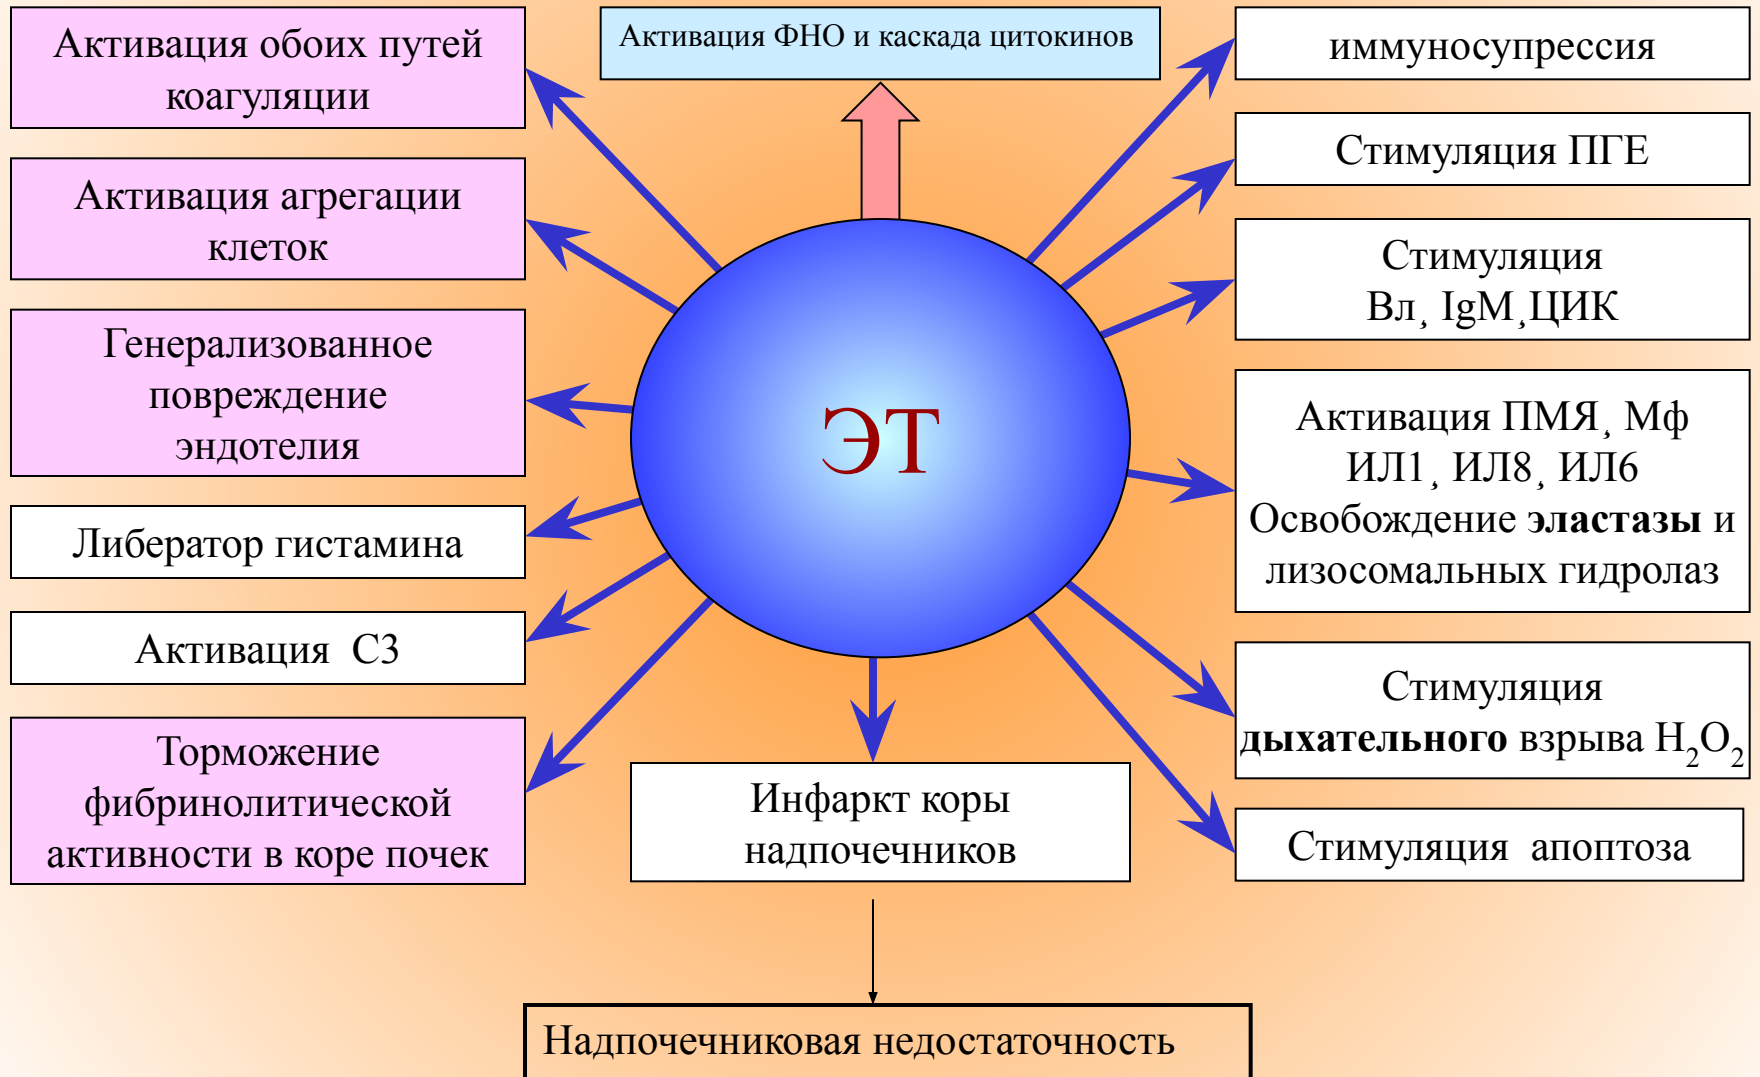 Активация обоих путей
коагуляции
Активация агрегации
клеток
Генерализованное
повреждение
эндотелия
Либератор гистамина
Активация С3
Торможение
фибринолитической
активности в коре почек
Активация ФНО и каскада цитокинов
ЭТ
Инфаркт коры
надпочечников
Надпочечниковая недостаточность
иммуносупрессия
Стимуляция ПГЕ
Стимуляция
Вл, IgM,ЦИК
Активация ПМЯ, Мф
ИЛ1, ИЛ8, ИЛ6
Освобождение эластазы и
лизосомальных гидролаз
Стимуляция
дыхательного взрыва H₂O₂
Стимуляция апоптоза